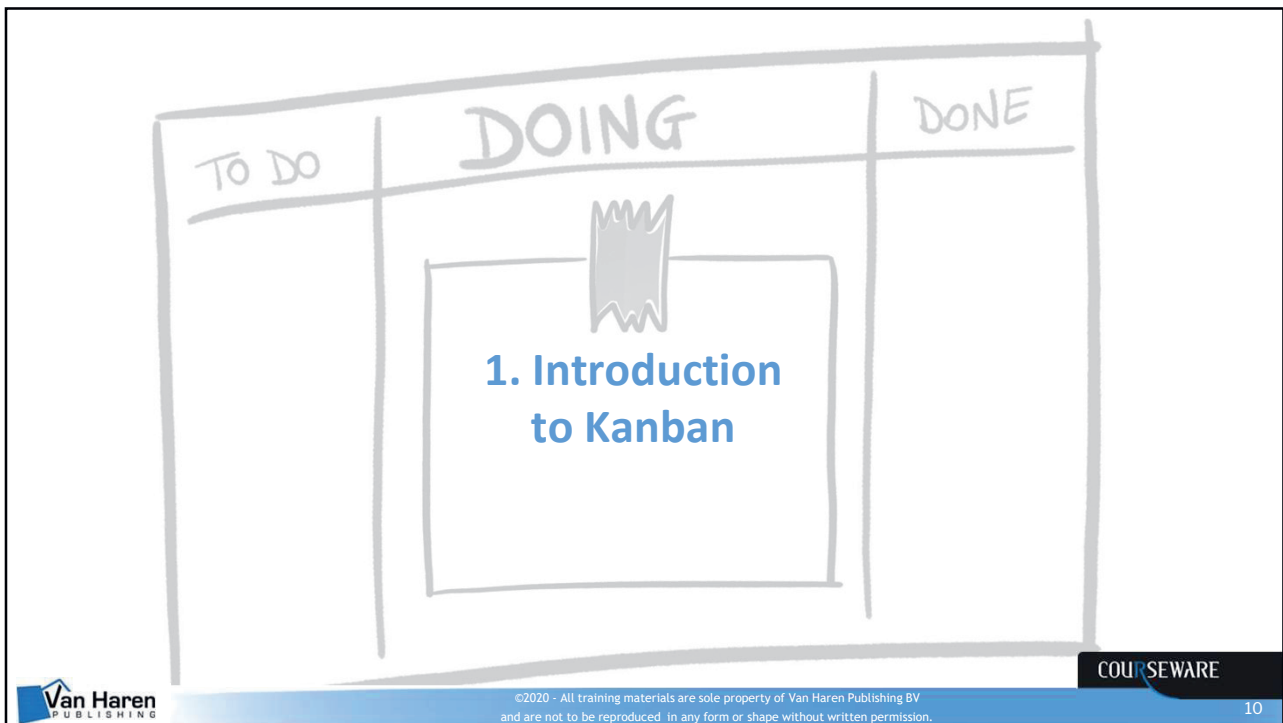 TO DO
DOING
DONE
1. Introduction
to Kanban
COURSEWARE
Van Haren
PUBLISHING
©2020 - All training materials are sole property of Van Haren Publishing BV
and are not to be reproduced in any form or shape without written permission.
10